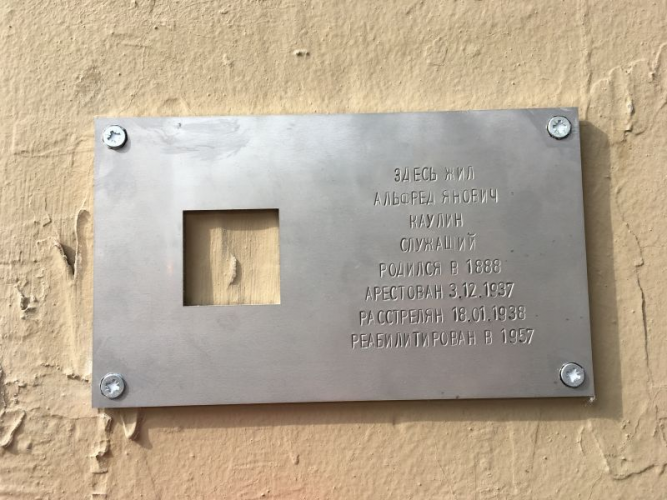 ЗДЕСЬ ЖИЛ
АЛЬФРЕД ЯНОВИЧ
КАУЛИН
СЛУЖАЩИЙ
РОДИЛСЯ В 1888
АРЕСТОВАН 3.12.1937
РАССТРЕЛЯН 18.01.1938
РЕАБИЛИТИРОВАН В 1957